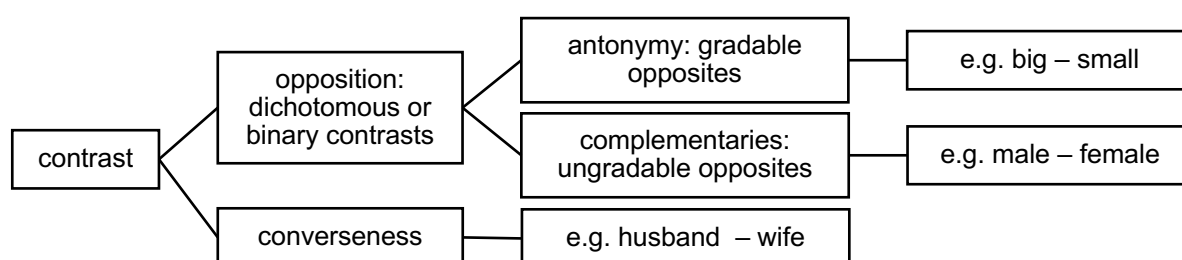 contrast
opposition:
dichotomous or
binary contrasts
antonymy: gradable
opposites
e.g. big – small
complementaries:
ungradable opposites
e.g. male – female
converseness
e.g. husband – wife